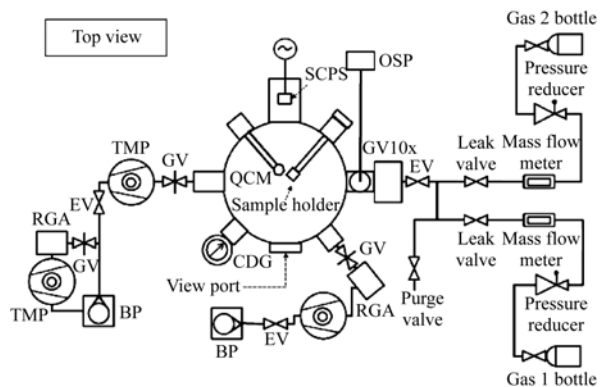 Top view
SCPS
OSP
Gas 2 bottle
Pressure
reducer
TMP
GV
QCM
Sample holder
GV10x
EV
Leak
valve
Mass flow
meter
EV
RGA
GV
TMP
BP
CDG
View port
GV
RGA
BP
EV
Purge
valve
Leak
valve
Mass flow
meter
Pressure
reducer
Gas 1 bottle